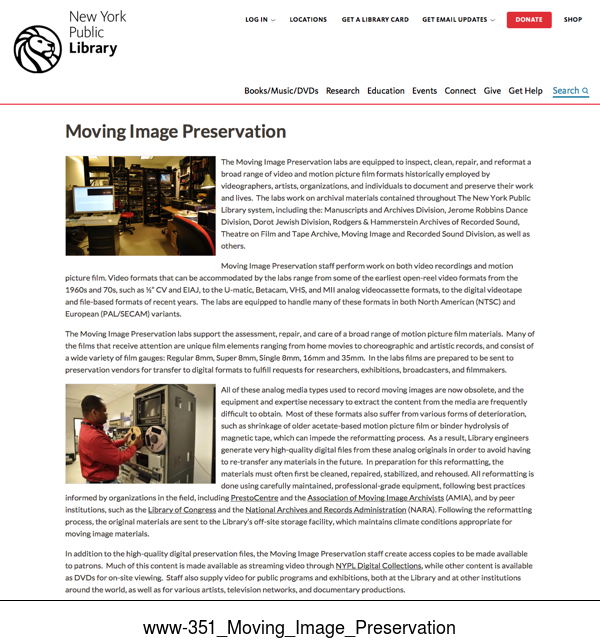 New York
Public
Library
LOG IN
LOCATIONS
GET A LIBRARY CARD
GET EMAIL UPDATES
DONATE
SHOP
Books/Music/DVDs Research Education Events Connect Give Get Help Search
Moving Image Preservation
The Moving Image Preservation labs are equipped to inspect, clean, repair, and reformat a
broad range of video and motion picture film formats historically employed by
videographers, artists, organizations, and individuals to document and preserve their work
and lives. The labs work on archival materials contained throughout The New York Public
Library system, including the: Manuscripts and Archives Division, Jerome Robbins Dance
Division, Dorot Jewish Division, Rodgers & Hammerstein Archives of Recorded Sound,
Theatre on Film and Tape Archive, Moving Image and Recorded Sound Division, as well as
others.
Moving Image Preservation staff perform work on both video recordings and motion
picture film. Video formats that can be accommodated by the labs range from some of the earliest open-reel video formats from the
1960s and 70s, such as ½" CV and EIAJ, to the U-matic, Betacam, VHS, and MII analog videocassette formats, to the digital videotape
and file-based formats of recent years. The labs are equipped to handle many of these formats in both North American (NTSC) and
European (PAL/SECAM) variants.
The Moving Image Preservation labs support the assessment, repair, and care of a broad range of motion picture film materials. Many of
the films that receive attention are unique film elements ranging from home movies to choreographic and artistic records, and consist of
a wide variety of film gauges: Regular 8mm, Super 8mm, Single 8mm, 16mm and 35mm. In the labs films are prepared to be sent to
preservation vendors for transfer to digital formats to fulfill requests for researchers, exhibitions, broadcasters, and filmmakers.
All of these analog media types used to record moving images are now obsolete, and the
equipment and expertise necessary to extract the content from the media are frequently
difficult to obtain. Most of these formats also suffer from various forms of deterioration,
such as shrinkage of older acetate-based motion picture film or binder hydrolysis of
magnetic tape, which can impede the reformatting process. As a result, Library engineers
generate very high-quality digital files from these analog originals in order to avoid having
to re-transfer any materials in the future. In preparation for this reformatting, the
materials must often first be cleaned, repaired, stabilized, and rehoused. All reformatting is
done using carefully maintained, professional-grade equipment, following best practices
informed by organizations in the field, including PrestoCentre and the Association of Moving Image Archivists (AMIA), and by peer
institutions, such as the Library of Congress and the National Archives and Records Administration (NARA). Following the reformatting
process, the original materials are sent to the Library's off-site storage facility, which maintains climate conditions appropriate for
moving image materials.
In addition to the high-quality digital preservation files, the Moving Image Preservation staff create access copies to be made available
to patrons. Much of this content is made available as streaming video through NYPL Digital Collections, while other content is available
as DVDs for on-site viewing. Staff also supply video for public programs and exhibitions, both at the Library and at other institutions
around the world, as well as for various artists, television networks, and documentary productions.
www-351_Moving_Image_Preservation